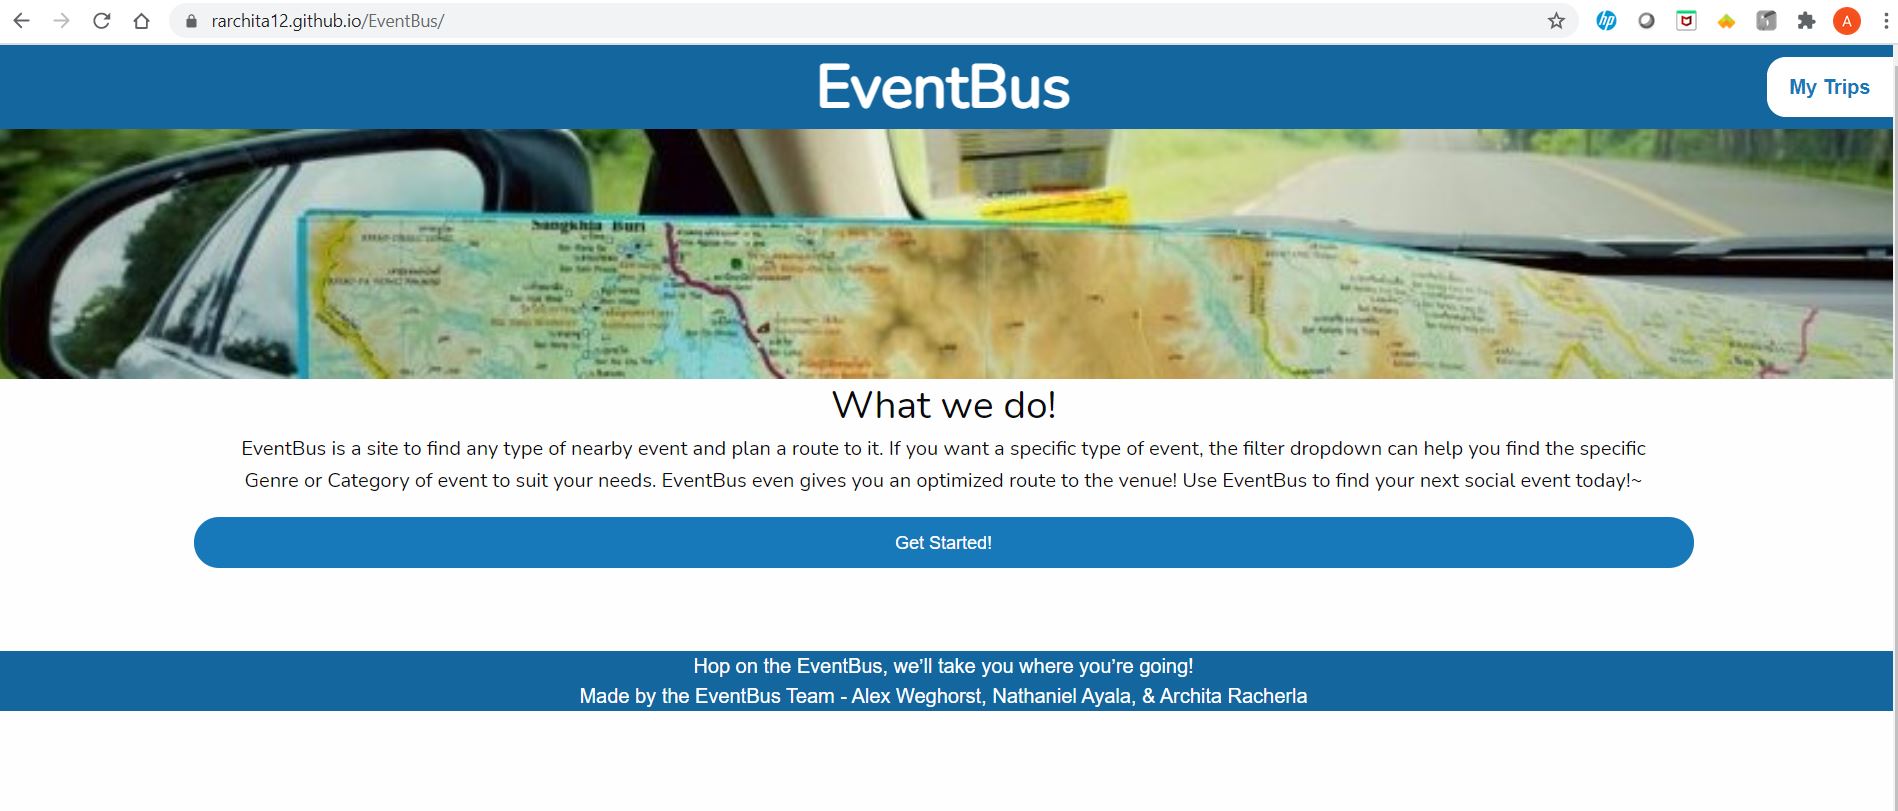 rarchita12.github.io/EventBus/
A
EventBus
My Trips
Sangkhla Buri
What we do!
EventBus is a site to find any type of nearby event and plan a route to it. If you want a specific type of event, the filter dropdown can help you find the specific
Genre or Category of event to suit your needs. EventBus even gives you an optimized route to the venue! Use EventBus to find your next social event today!~
Get Started!
Hop on the EventBus, we’ll take you where you’re going!
Made by the EventBus Team - Alex Weghorst, Nathaniel Ayala, & Archita Racherla